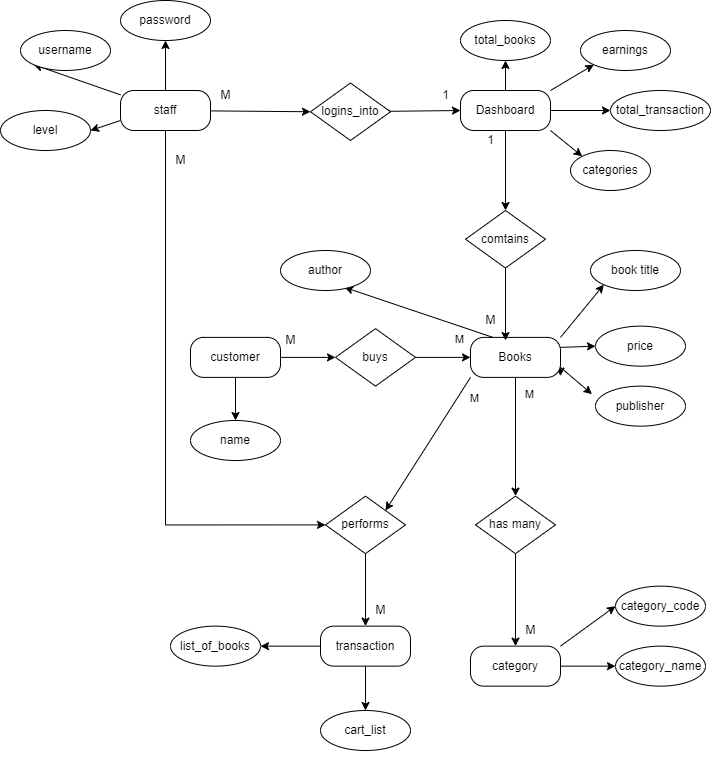 password
username
total_books
earnings
M
1
staff
logins_into
Dashboard
total_transaction
level
1
M
categories
comtains
author
book title
M
M
M
customer
buys
Books
price
M
M
publisher
name
performs
has many
M
category_code
M
list_of_books
transaction
category
category_name
cart_list